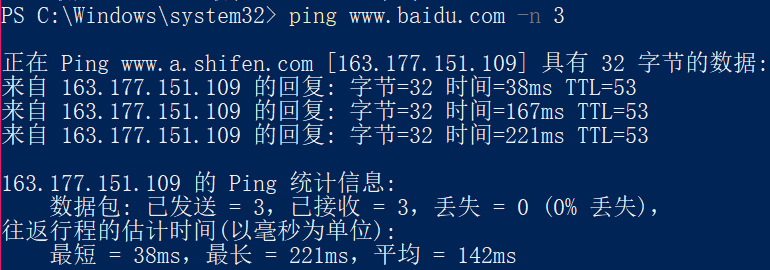 PS C:\Windows\system32> ping www.baidu.com -n 3
正在 Ping www.a.shifen.com [163.177.151.109] 具有 32 字节的数据:
来自 163.177.151.109 的回复: 字节=32 时间=38ms TTL=53
来自 163.177.151.109 的回复: 字节=32 时间=167ms TTL=53
来自 163.177.151.109 的回复: 字节=32 时间=221ms TTL=53
163.177.151.109 的 Ping 统计信息:
数据包: 已发送 = 3，已接收 = 3，丢失 = 0 (0% 丢失)，
往返行程的估计时间(以毫秒为单位):
最短 = 38ms，最长 = 221ms，平均 = 142ms